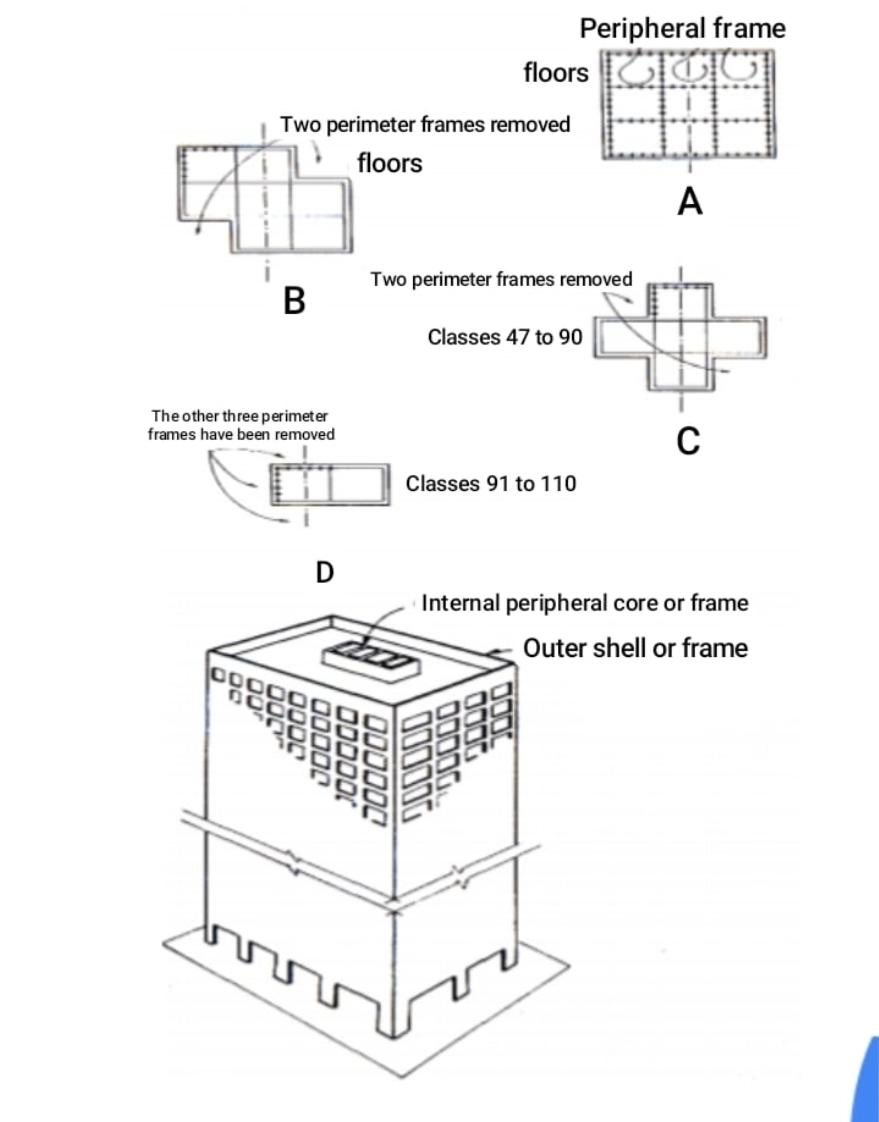 Peripheral frame
floors
A
Two perimeter frames removed
floors
B
Two perimeter frames removed
Classes 47 to 90
C
The other three perimeter
frames have been removed
Classes 91 to 110
D
Internal peripheral core or frame
Outer shell or frame